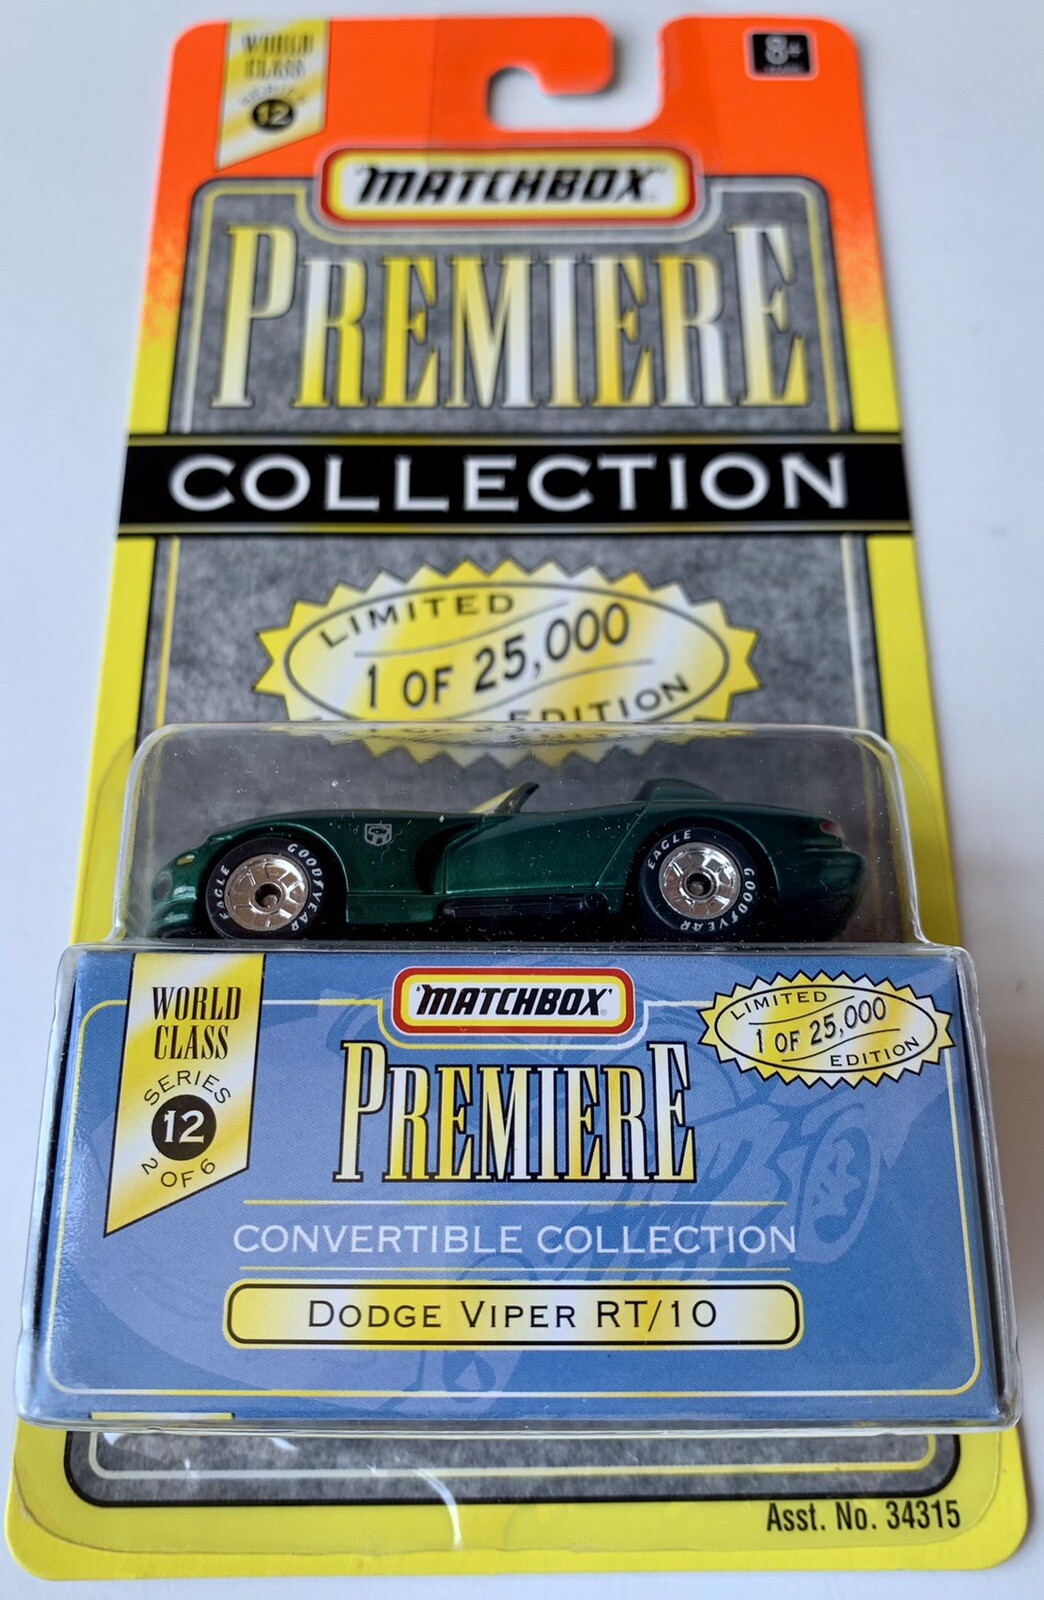 WORLD
CLASS
SERIES
12
8+
MATCHBOX
PREMIERE
COLLECTION
LIMITED
1 OF 25,000
EDITION
EAGLE
GOODYEAR
EAGLE
GOODYEAR
WORLD
CLASS
SERIES
12
2 OF 6
MATCHBOX
PREMIERE
CONVERTIBLE COLLECTION
DODGE VIPER RT/10
LIMITED
1 OF 25,000
EDITION
Asst. No. 34315